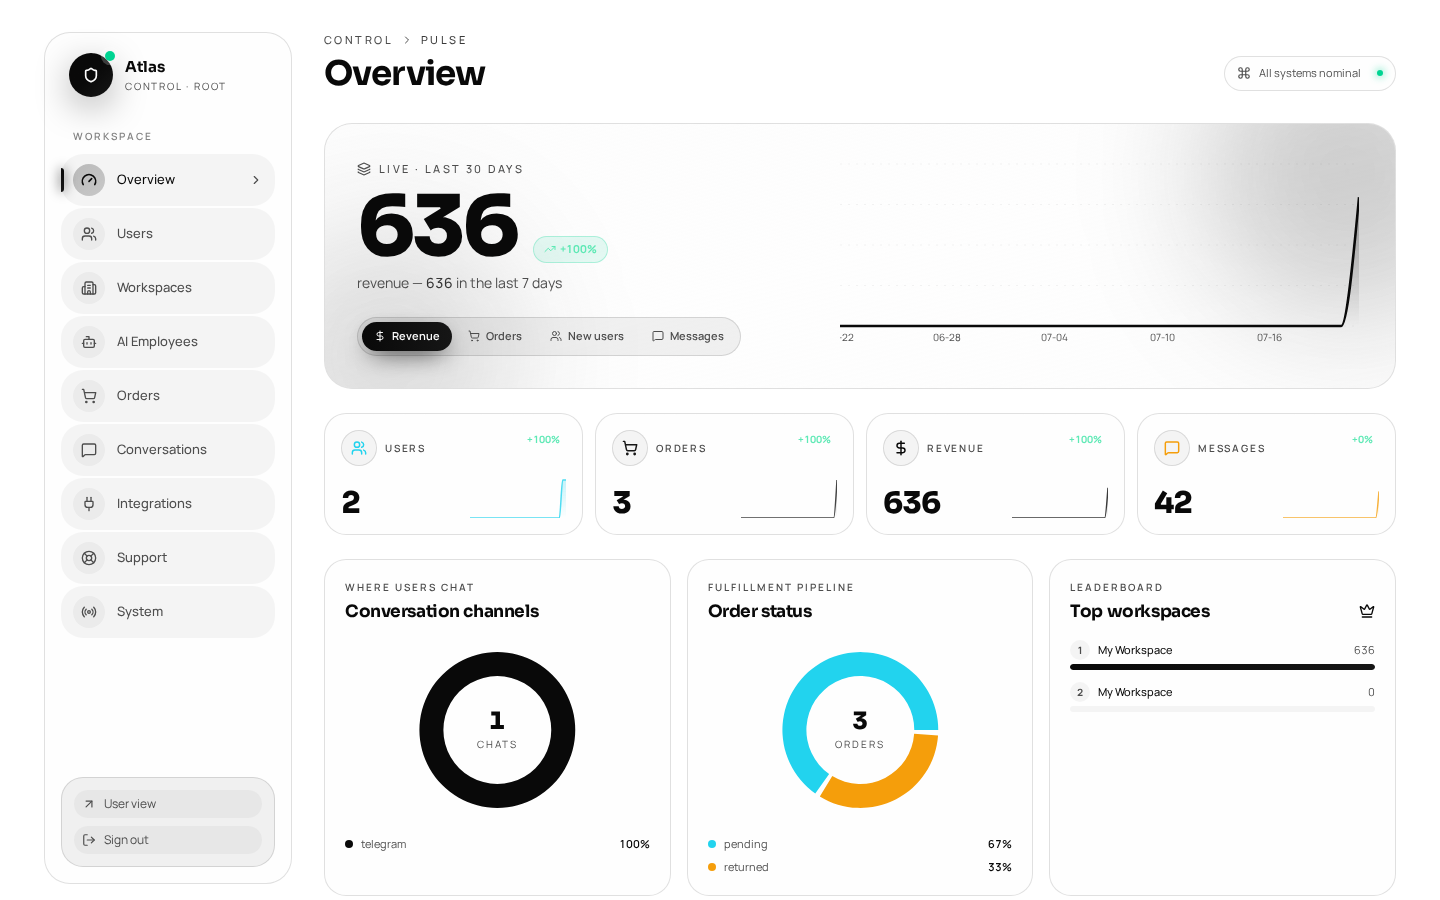 Atlas
CONTROL · ROOT
WORKSPACE
Overview
Users
Workspaces
AI Employees
Orders
Conversations
Integrations
Support
System
User view
Sign out
CONTROL > PULSE
Overview
All systems nominal
LIVE · LAST 30 DAYS
636
+100%
revenue — 636 in the last 7 days
Revenue
Orders
New users
Messages
-22
06-28
07-04
07-10
07-16
USERS
+100%
2
ORDERS
+100%
3
REVENUE
+100%
636
MESSAGES
+0%
42
WHERE USERS CHAT
Conversation channels
1
CHATS
telegram
100%
FULFILLMENT PIPELINE
Order status
3
ORDERS
pending
67%
returned
33%
LEADERBOARD
Top workspaces
1 My Workspace 636
2 My Workspace 0